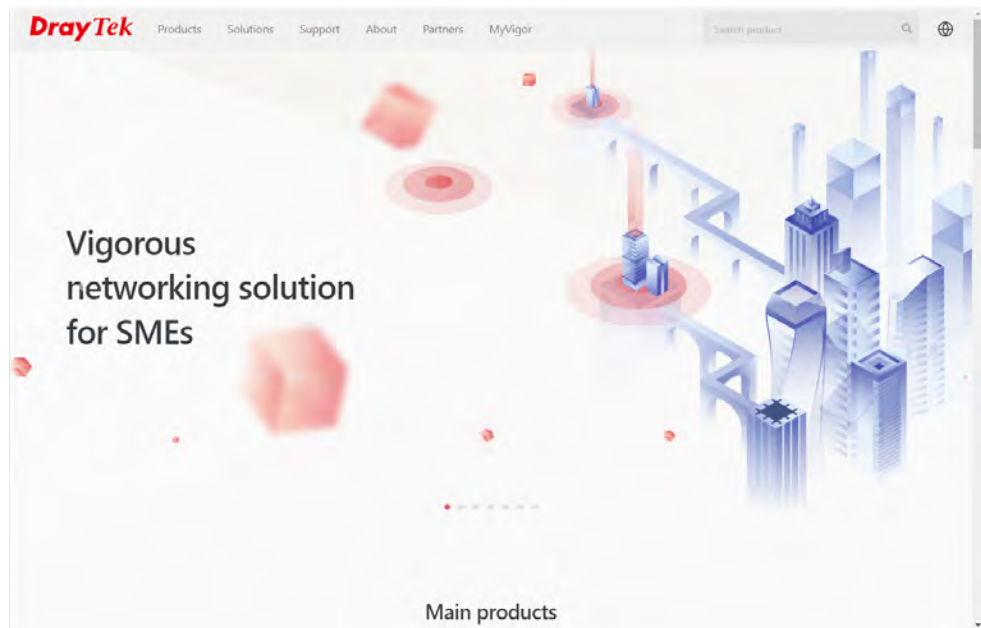 DrayTek Products Solutions Support About Partners MyVigor Search product
Vigorous
networking solution
for SMEs
Main products